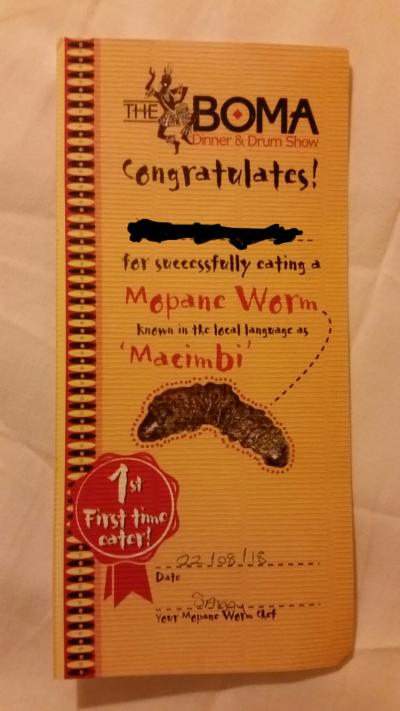 THE BOMA
Dinner & Drum Show
Congratulates!
for successfully eating a
Mopane Worm
known in the local language as
'Macimbi'
1st
First time
eater!
22/08/18
Date
Your Mopane Worm Chef